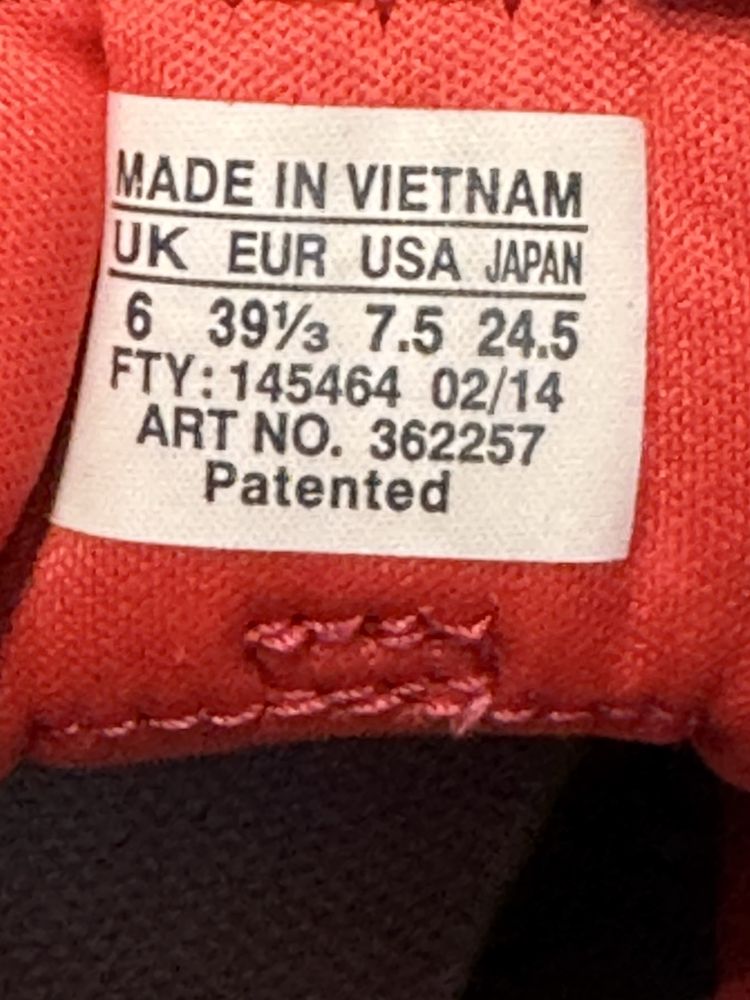 MADE IN VIETNAM
UK EUR USA JAPAN
6 39⅓ 7.5 24.5
FTY: 145464 02/14
ART NO. 362257
Patented